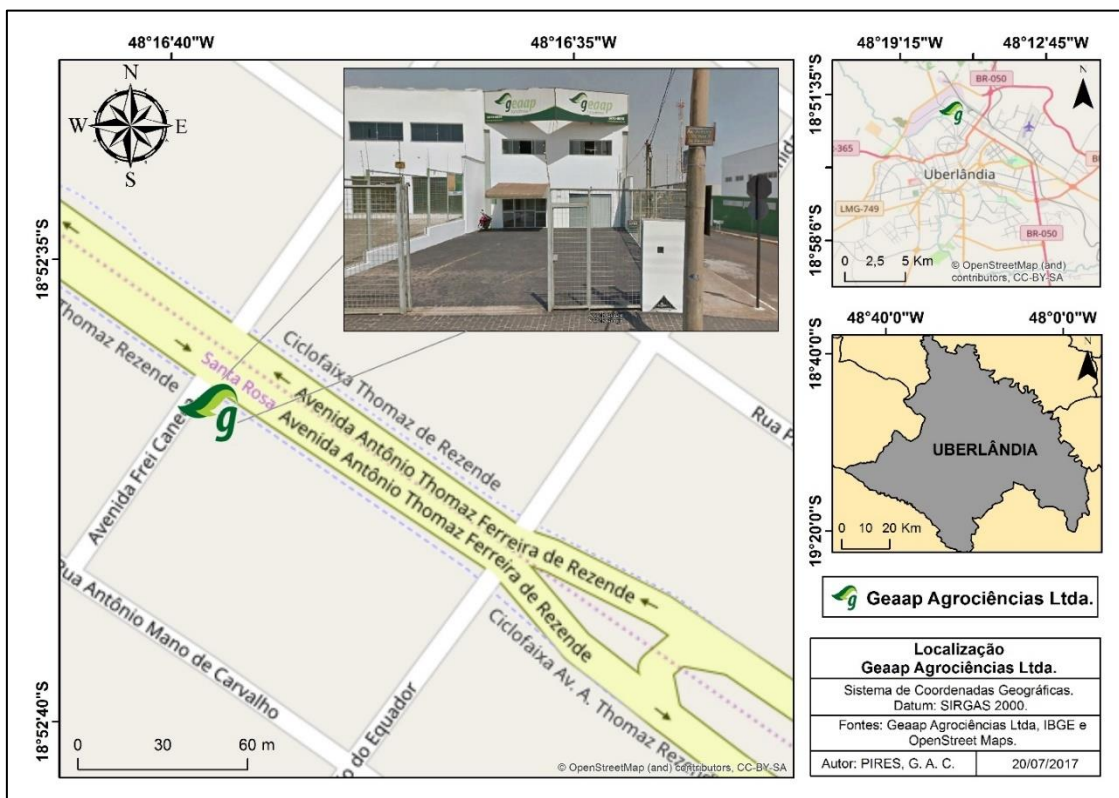 48°16'40"W
48°16'35"W
18°52'35"S
18°52'40"S
N
W
E
S
geaap
geaap
Thomaz Rezende
Santa Rosa
Ciclofaixa Thomaz de Rezende
Avenida Antônio Thomaz Ferreira de Rezende
Avenida Antônio Thomaz Ferreira de Rezende
Avenida Frei Cane
g
Rua P
nida
Rua Antônio Mano de Carvalho
Ciclofaixa Av. A. Thomaz Rezen
o do Equador
0 30 60 m
© OpenStreetMap (and) contributors, CC-BY-SA
48°19'15"W
48°12'45"W
18°51'35"S
18°58'6"S
N
BR-050
g
-365
Uberlândia
LMG-749
BR-050
B
0 2,5 5 Km
© OpenStreetMap (and)
contributors, CC-BY-SA
48°40'0"W
48°0'0"W
18°40'0"S
19°20'0"S
N
UBERLÂNDIA
0 10 20 Km
g Geaap Agrociências Ltda.
Localização
Geaap Agrociências Ltda.
Sistema de Coordenadas Geográficas.
Datum: SIRGAS 2000.
Fontes: Geaap Agrociências Ltda, IBGE e
OpenStreet Maps.
Autor: PIRES, G. A. C.
20/07/2017